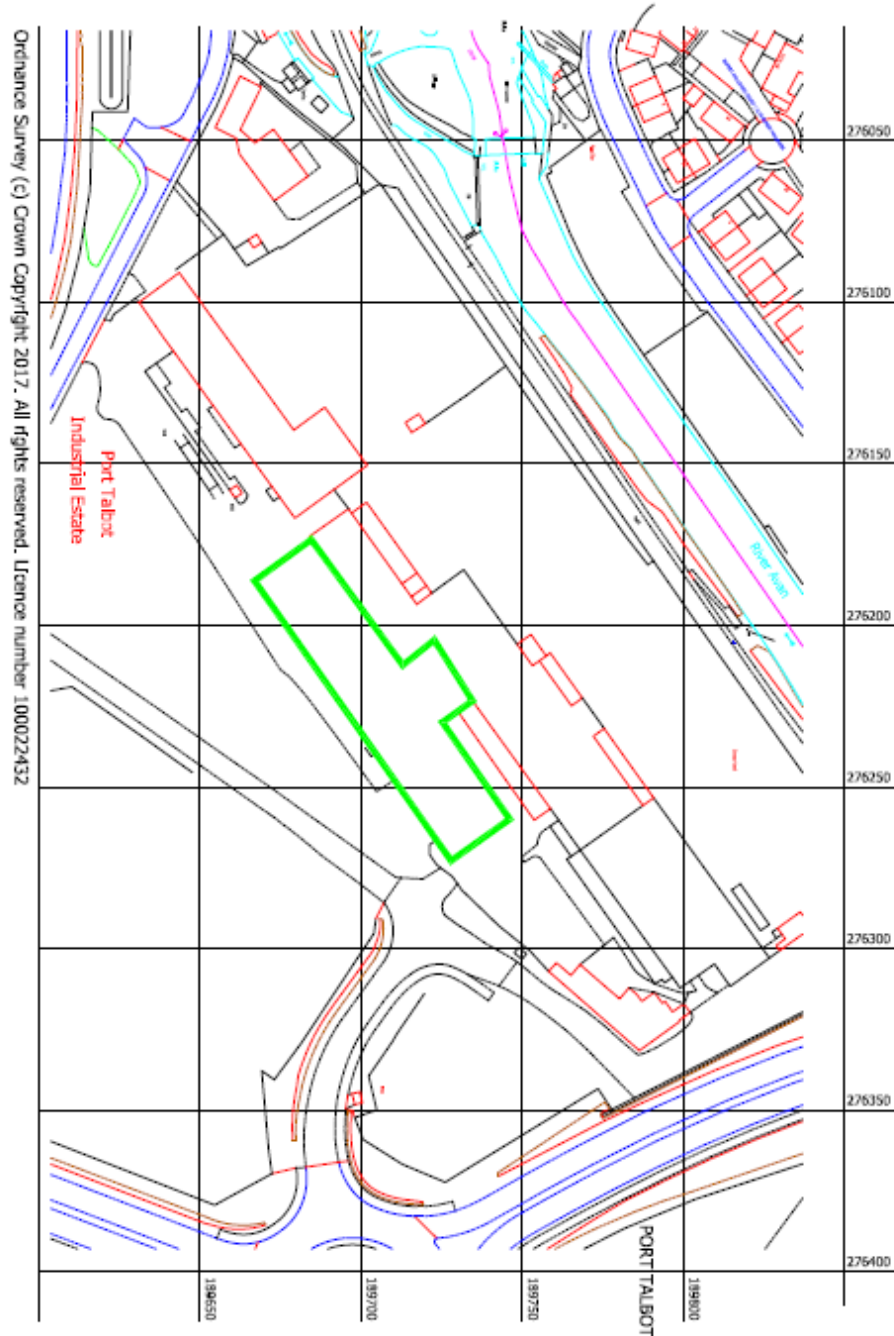 276050
276100
276150
276200
276250
276300
276350
276400
River Avan
Port Talbot
Industrial Estate
PORT TALBOT
189650
189700
189750
189800
Ordnance Survey (c) Crown Copyright 2017. All rights reserved. Licence number 100022432